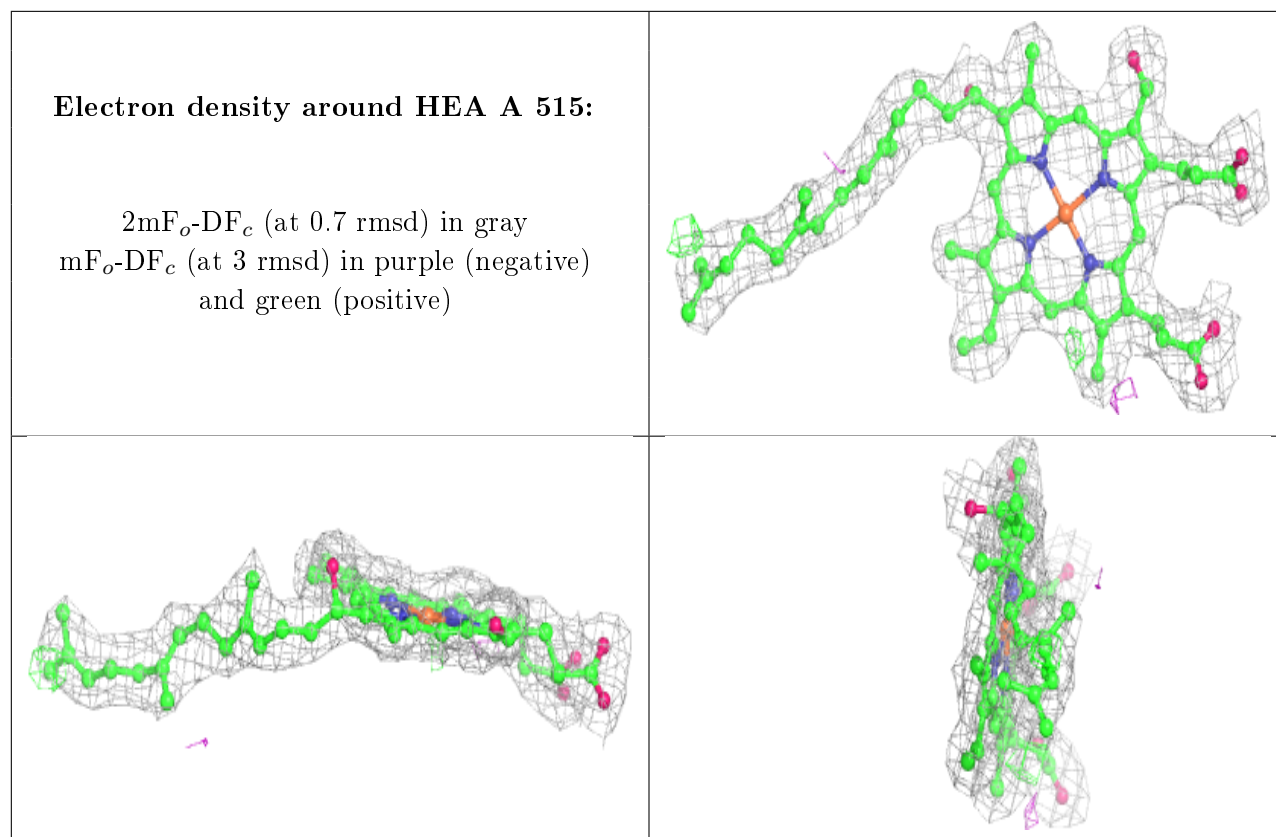 Electron density around HEA A 515:
2mFₒ-DF𝑐 (at 0.7 rmsd) in gray
mFₒ-DF𝑐 (at 3 rmsd) in purple (negative)
and green (positive)